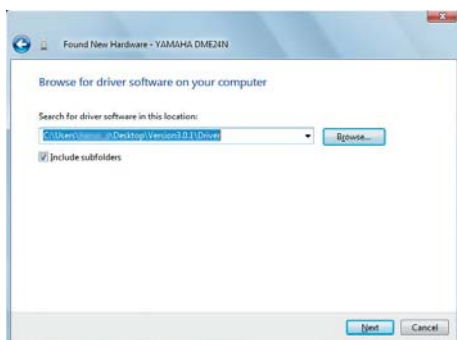 Found New Hardware - YAMAHA DME24N
Browse for driver software on your computer
Search for driver software in this location:
C:\Users\ \Desktop\Version3.0.1\Driver
Browse...
Include subfolders
Next
Cancel